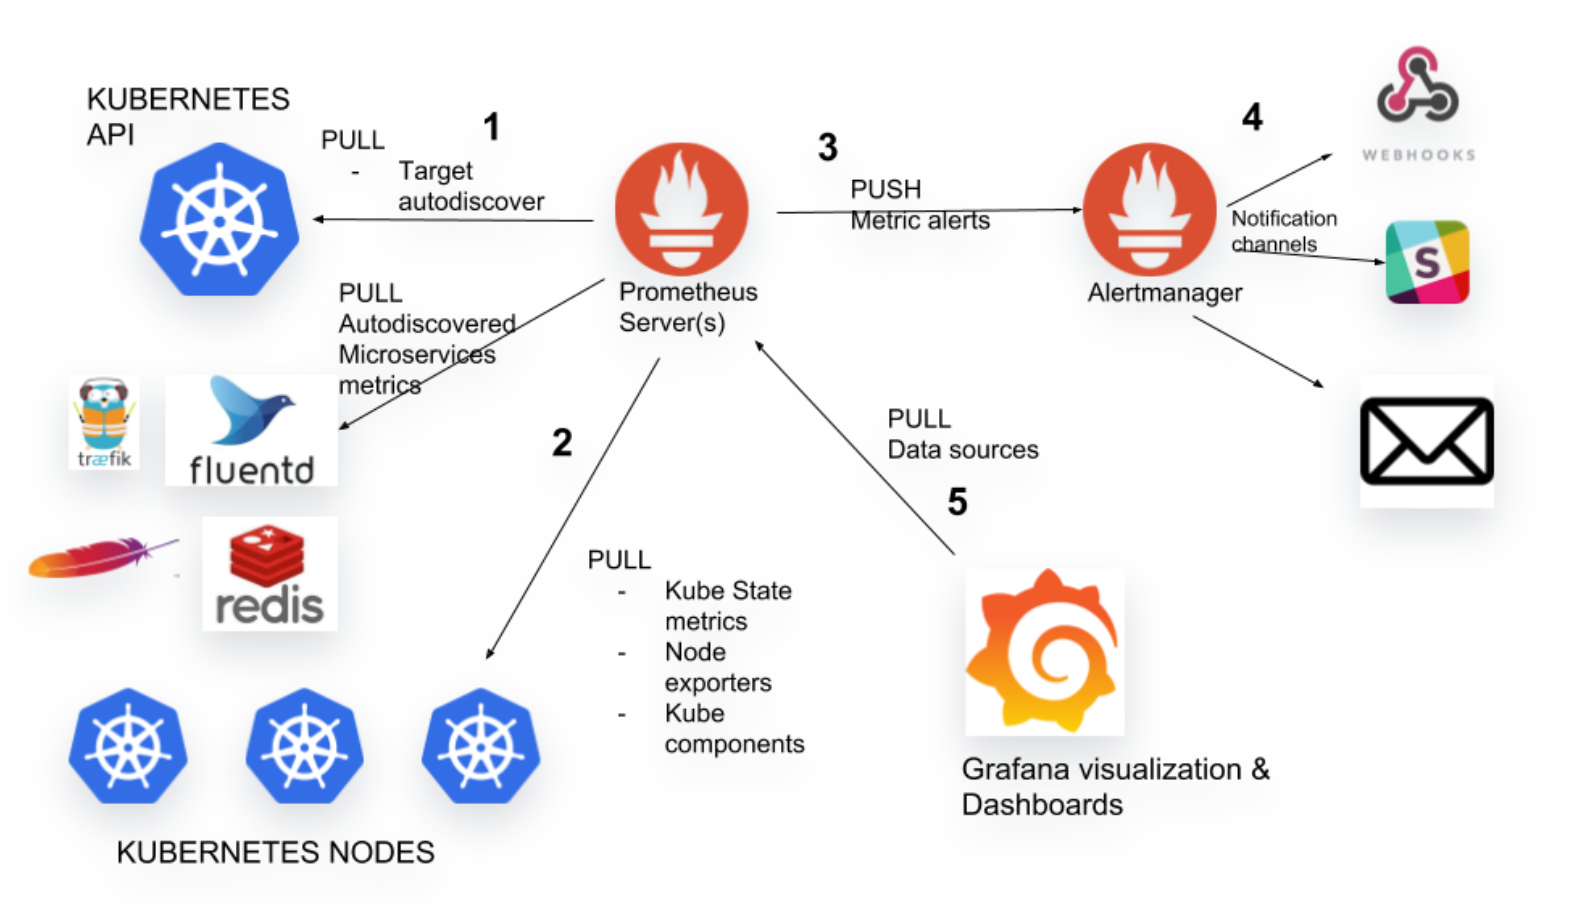 KUBERNETES
API
PULL
- Target
autodiscover
1
Prometheus
Server(s)
3
PUSH
Metric alerts
Alertmanager
4
Notification
channels
WEBHOOKS
S
PULL
Autodiscovered
Microservices
metrics
træfik
fluentd
redis
2
PULL
- Kube State
metrics
- Node
exporters
- Kube
components
KUBERNETES NODES
PULL
Data sources
5
Grafana visualization &
Dashboards